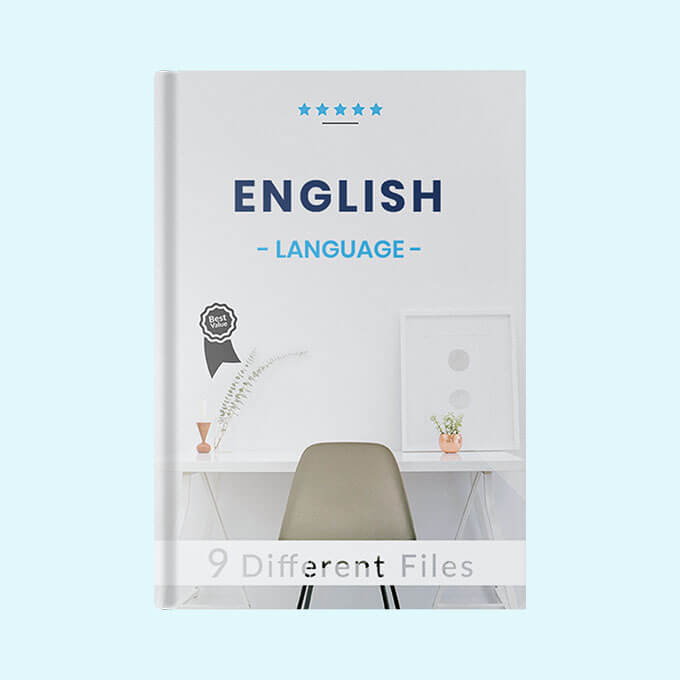 ENGLISH
- LANGUAGE -
Best
Value
9 Different Files